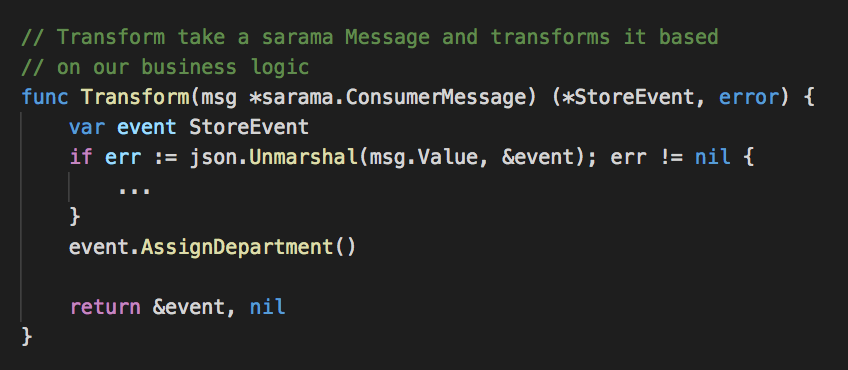 // Transform take a sarama Message and transforms it based
// on our business logic
func Transform(msg *sarama.ConsumerMessage) (*StoreEvent, error) {
    var event StoreEvent
    if err := json.Unmarshal(msg.Value, &event); err != nil {
        ...
    }
    event.AssignDepartment()

    return &event, nil
}